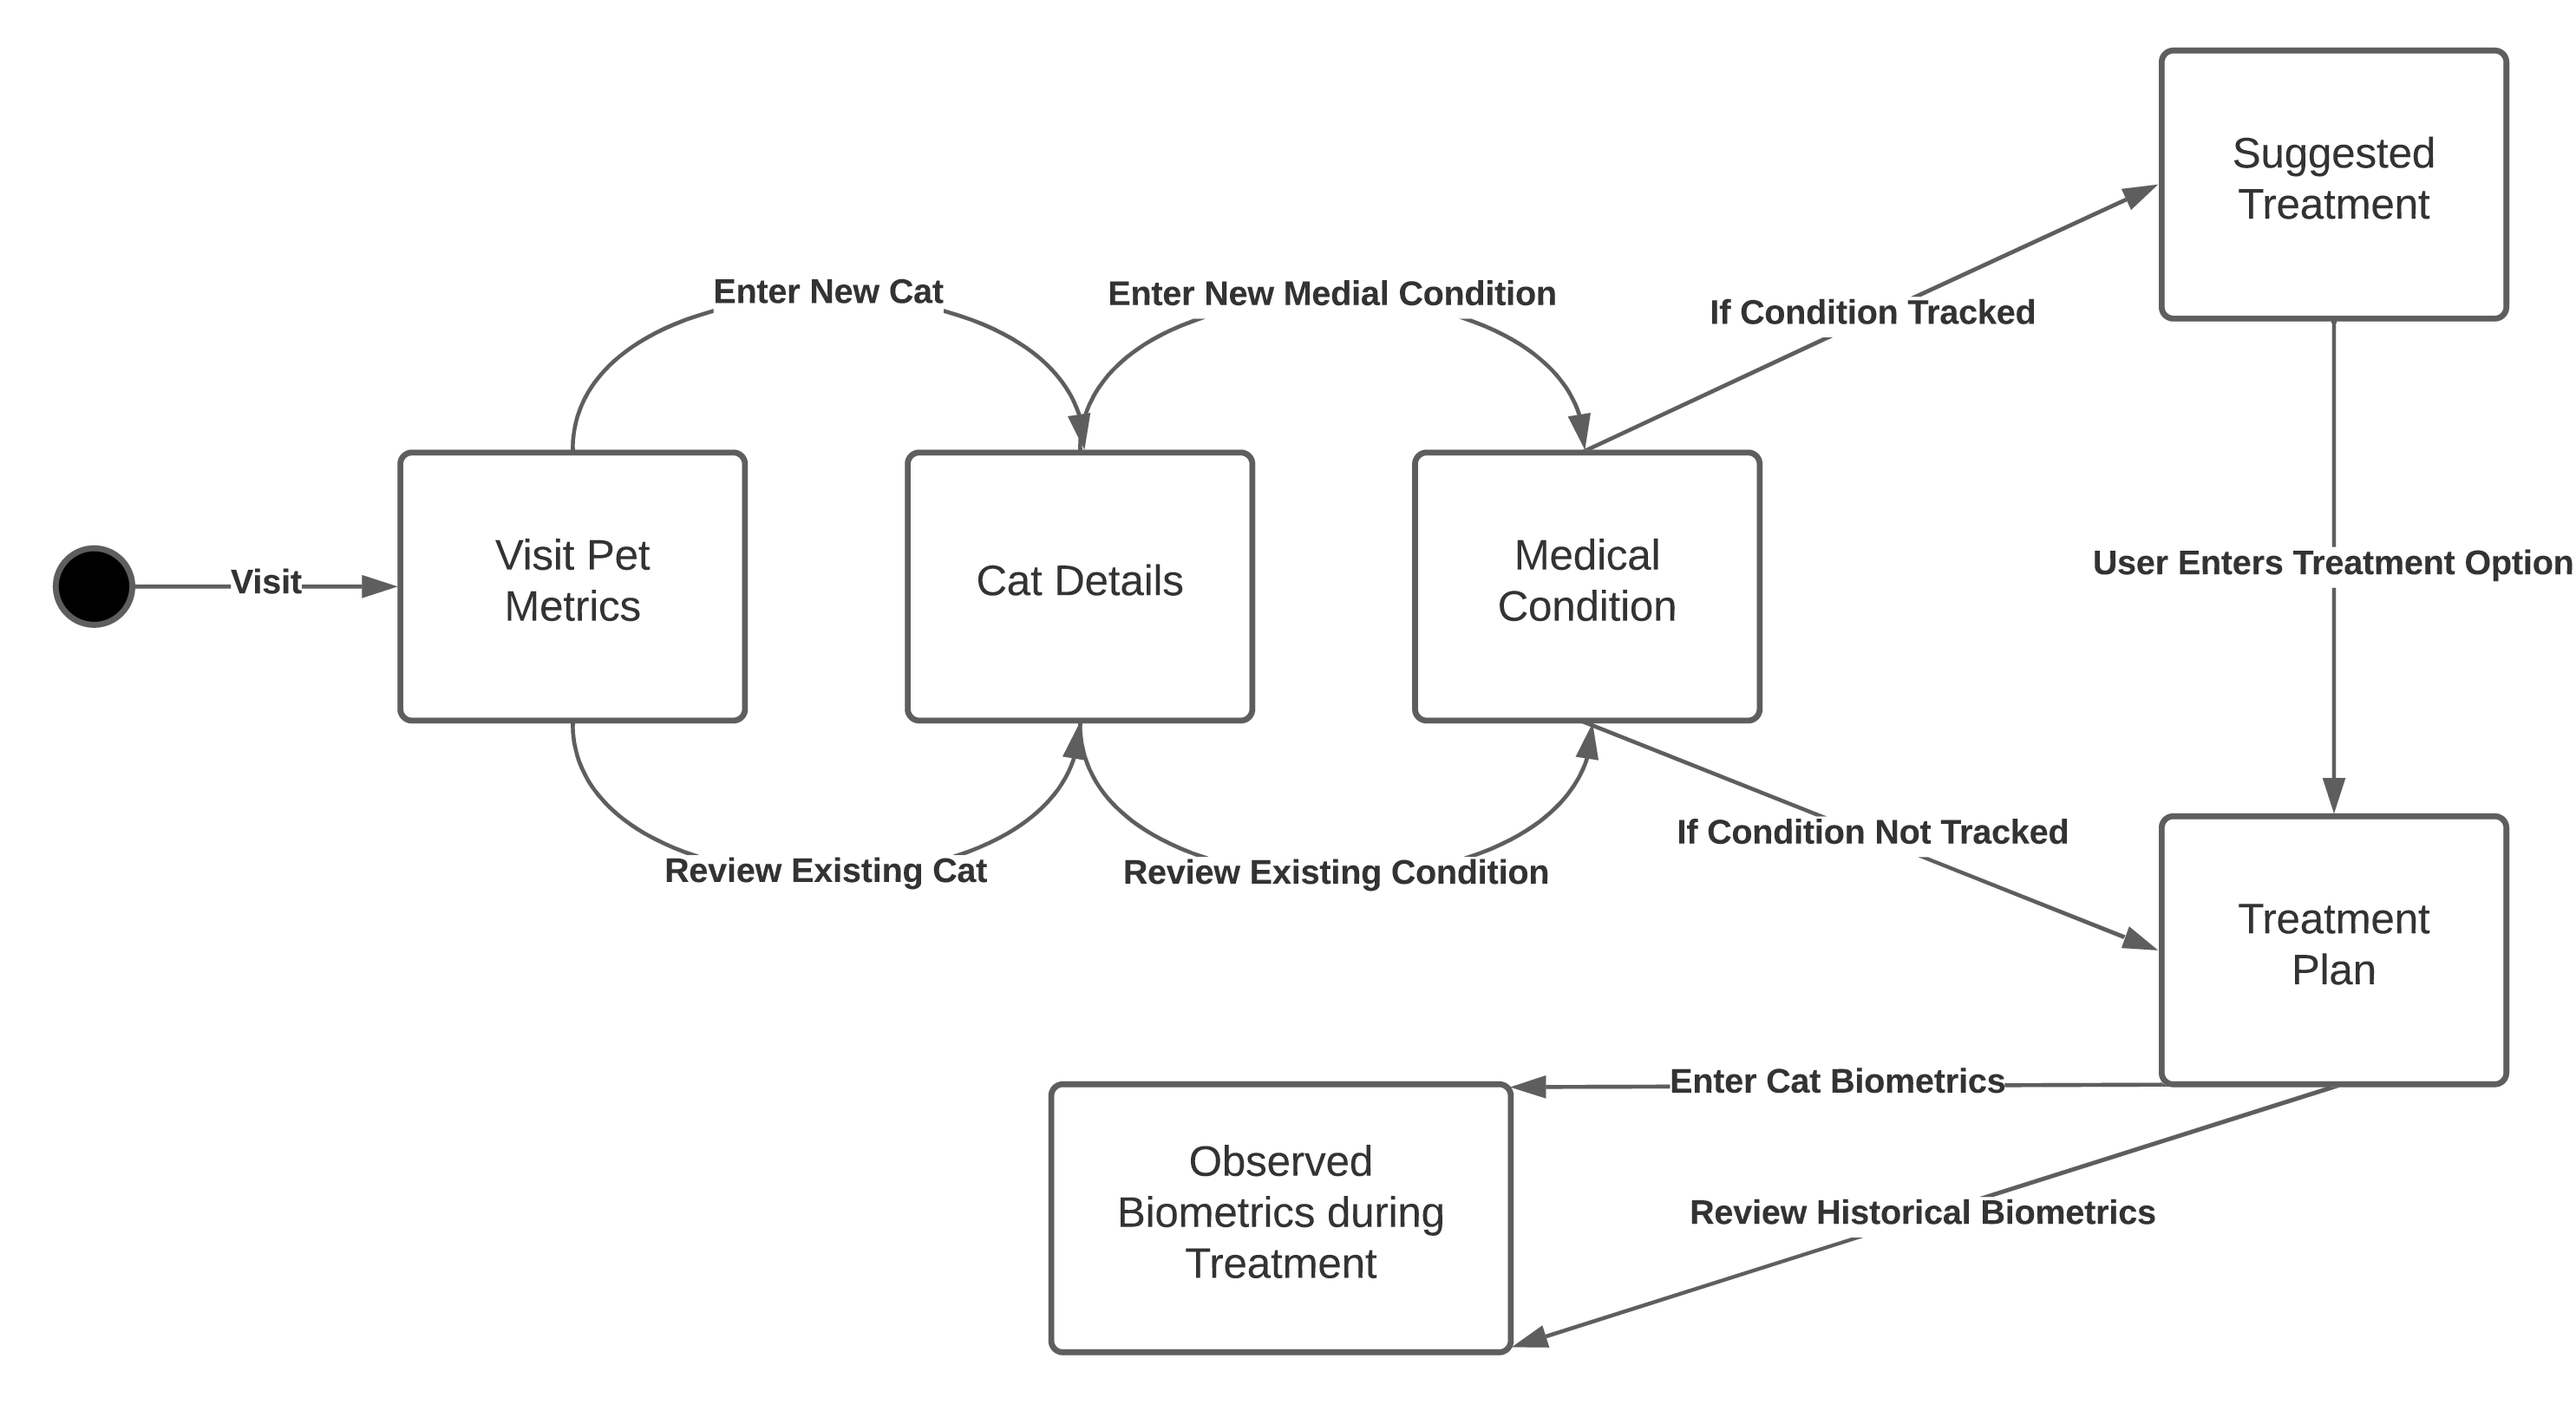 Suggested
Treatment
Enter New Cat
Enter New Medial Condition
If Condition Tracked
Visit
Visit Pet
Metrics
Cat Details
Medical
Condition
User Enters Treatment Option
Review Existing Cat
Review Existing Condition
If Condition Not Tracked
Treatment
Plan
Enter Cat Biometrics
Observed
Biometrics during
Treatment
Review Historical Biometrics